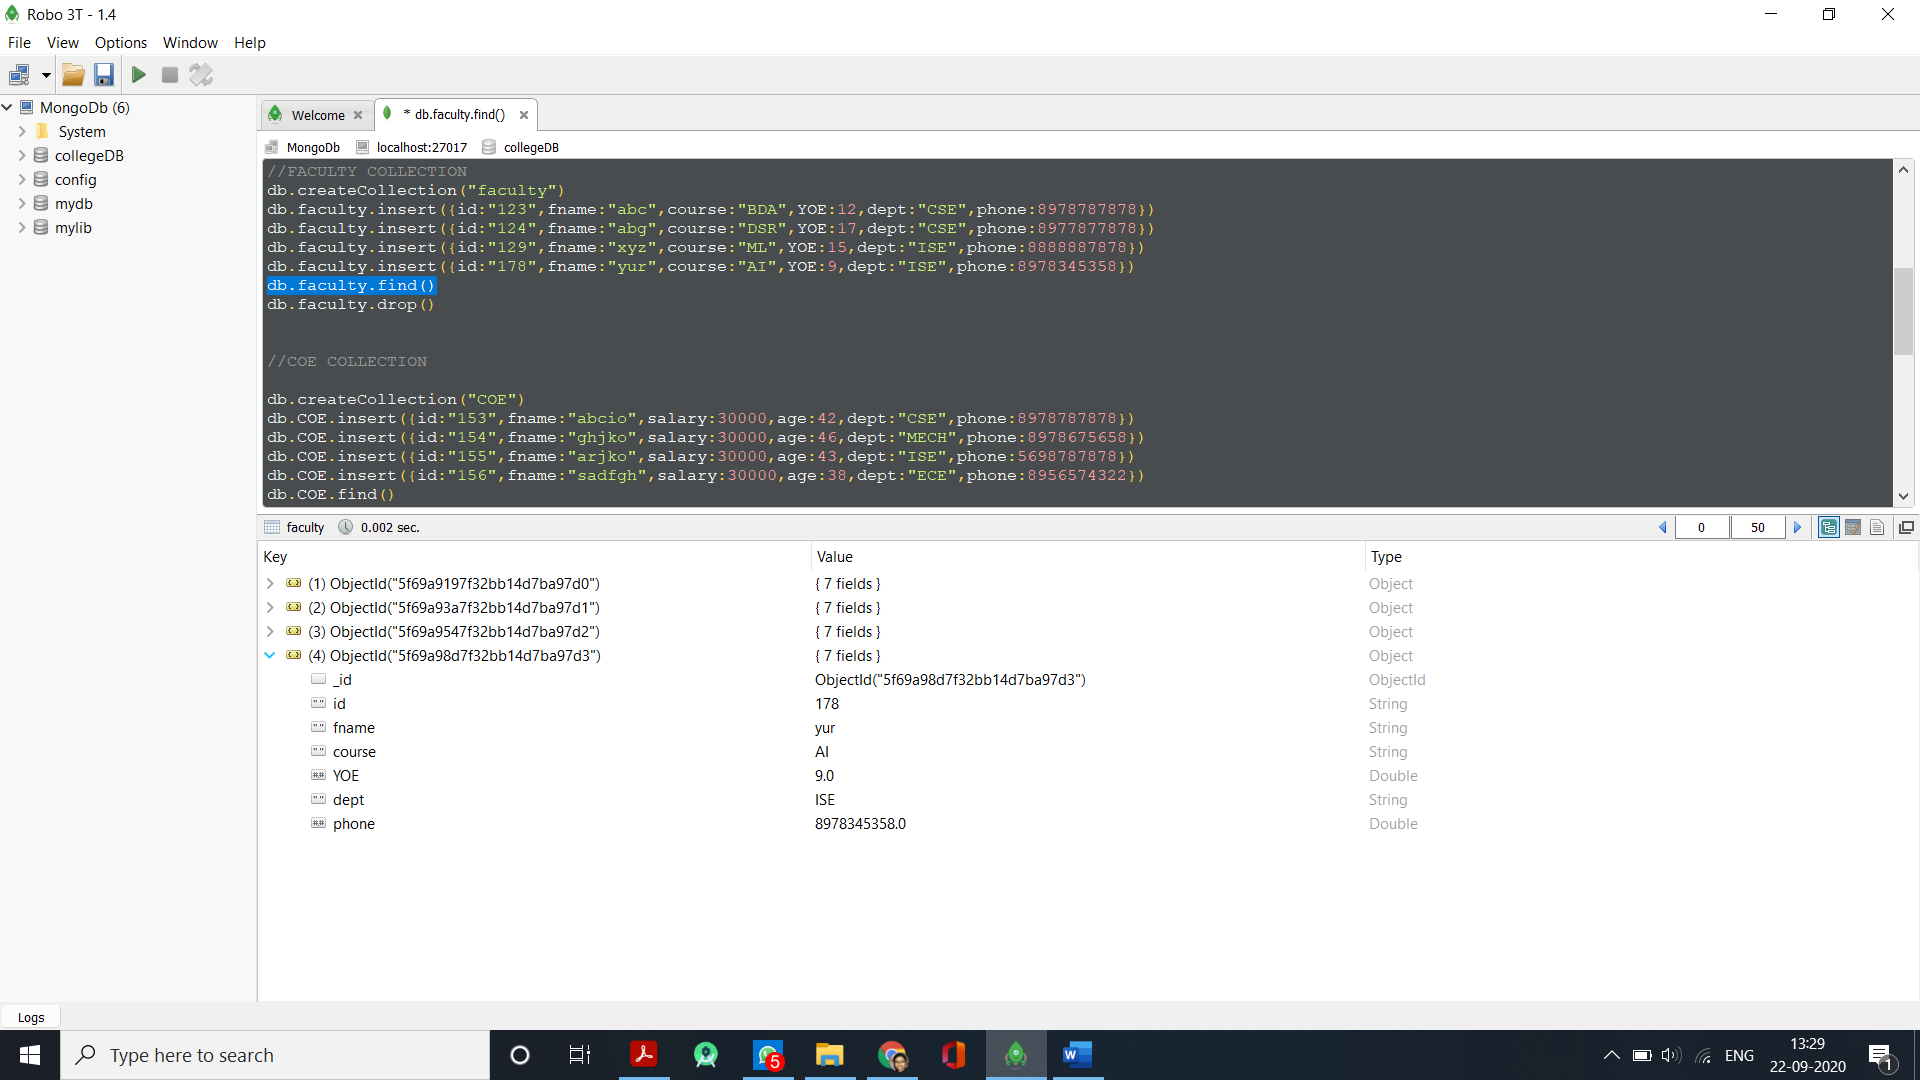 Robo 3T - 1.4
File View Options Window Help
MongoDb (6)
System
collegeDB
config
mydb
mylib
Welcome
* db.faculty.find()
MongoDb localhost:27017 collegeDB
//FACULTY COLLECTION
db.createCollection("faculty")
db.faculty.insert({id:"123",fname:"abc",course:"BDA",YOE:12,dept:"CSE",phone:8978787878})
db.faculty.insert({id:"124",fname:"abg",course:"DSR",YOE:17,dept:"CSE",phone:8977877878})
db.faculty.insert({id:"129",fname:"xyz",course:"ML",YOE:15,dept:"ISE",phone:8888887878})
db.faculty.insert({id:"178",fname:"yur",course:"AI",YOE:9,dept:"ISE",phone:8978345358})
db.faculty.find()
db.faculty.drop()
//COE COLLECTION
db.createCollection("COE")
db.COE.insert({id:"153",fname:"abcio",salary:30000,age:42,dept:"CSE",phone:8978787878})
db.COE.insert({id:"154",fname:"ghjko",salary:30000,age:46,dept:"MECH",phone:8978675658})
db.COE.insert({id:"155",fname:"arjko",salary:30000,age:43,dept:"ISE",phone:5698787878})
db.COE.insert({id:"156",fname:"sadfgh",salary:30000,age:38,dept:"ECE",phone:8956574322})
db.COE.find()
faculty 0.002 sec. 0 50
Key Value Type
(1) ObjectId("5f69a9197f32bb14d7ba97d0") { 7 fields } Object
(2) ObjectId("5f69a93a7f32bb14d7ba97d1") { 7 fields } Object
(3) ObjectId("5f69a9547f32bb14d7ba97d2") { 7 fields } Object
(4) ObjectId("5f69a98d7f32bb14d7ba97d3") { 7 fields } Object
_id ObjectId("5f69a98d7f32bb14d7ba97d3") ObjectId
id 178 String
fname yur String
course AI String
YOE 9.0 Double
dept ISE String
phone 8978345358.0 Double
Logs
Type here to search
5
W
ENG
13:29
22-09-2020
1